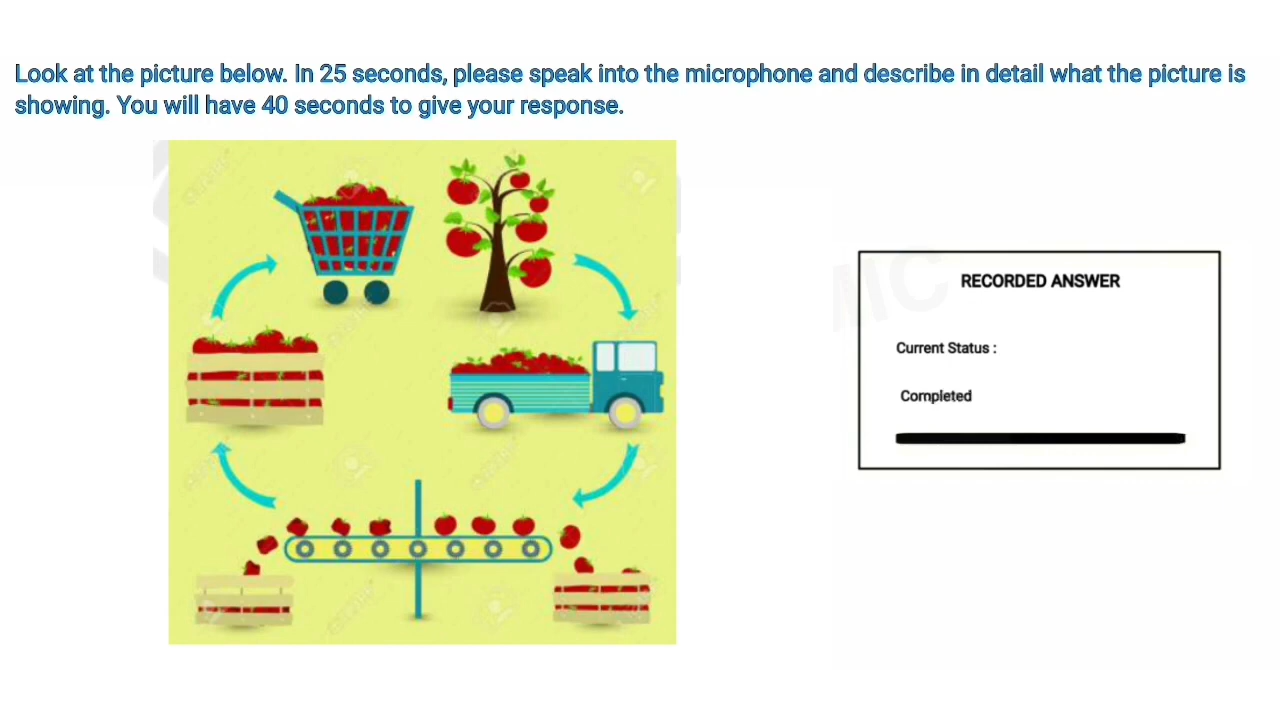 Look at the picture below. In 25 seconds, please speak into the microphone and describe in detail what the picture is
showing. You will have 40 seconds to give your response.
RECORDED ANSWER
Current Status :
Completed